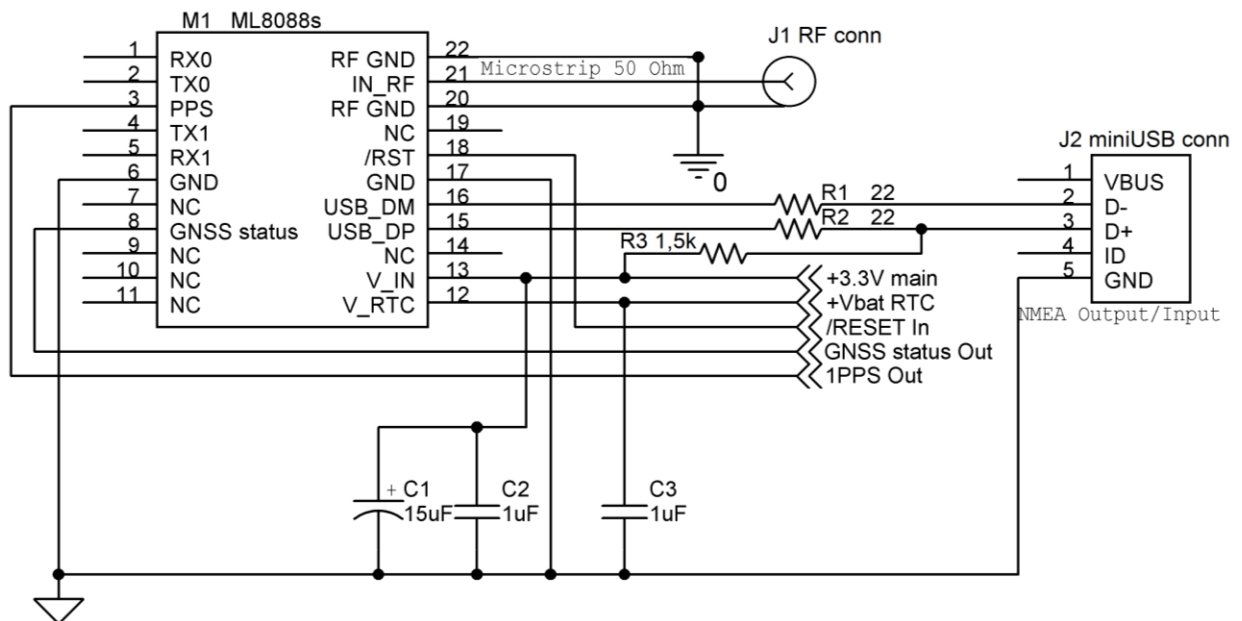 M1 ML8088s
1 RX0
2 TX0
3 PPS
4 TX1
5 RX1
6 GND
7 NC
8 GNSS status
9 NC
10 NC
11 NC
RF GND 22
IN_RF 21
RF GND 20
NC 19
/RST 18
GND 17
USB_DM 16
USB_DP 15
NC 14
V_IN 13
V_RTC 12
Microstrip 50 Ohm
J1 RF conn
0
R1 22
R2 22
R3 1,5k
J2 miniUSB conn
1 VBUS
2 D-
3 D+
4 ID
5 GND
NMEA Output/Input
+3.3V main
+Vbat RTC
/RESET In
GNSS status Out
1PPS Out
+ C1
15uF
C2
1uF
C3
1uF